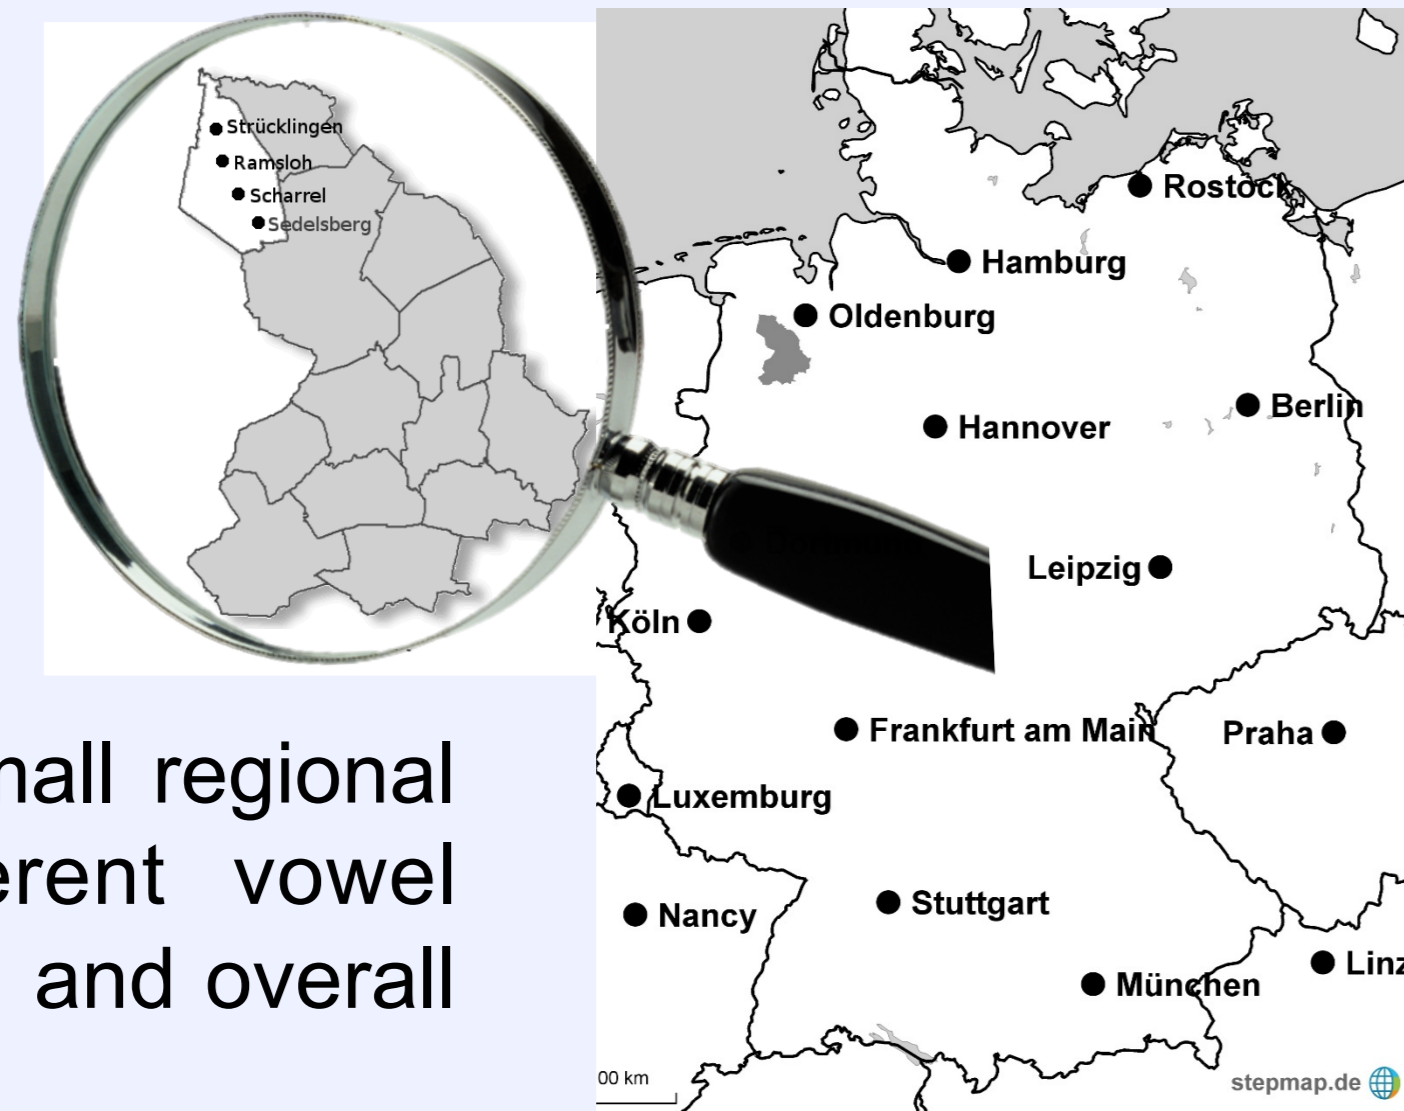 Strücklingen
Ramsloh
Scharrel
Sedelsberg
Rostock
Hamburg
Oldenburg
Berlin
Hannover
Leipzig
Köln
Frankfurt am Main
Praha
Luxemburg
Stuttgart
Nancy
Linz
München
00 km
stepmap.de
nall regional
erent vowel
and overall